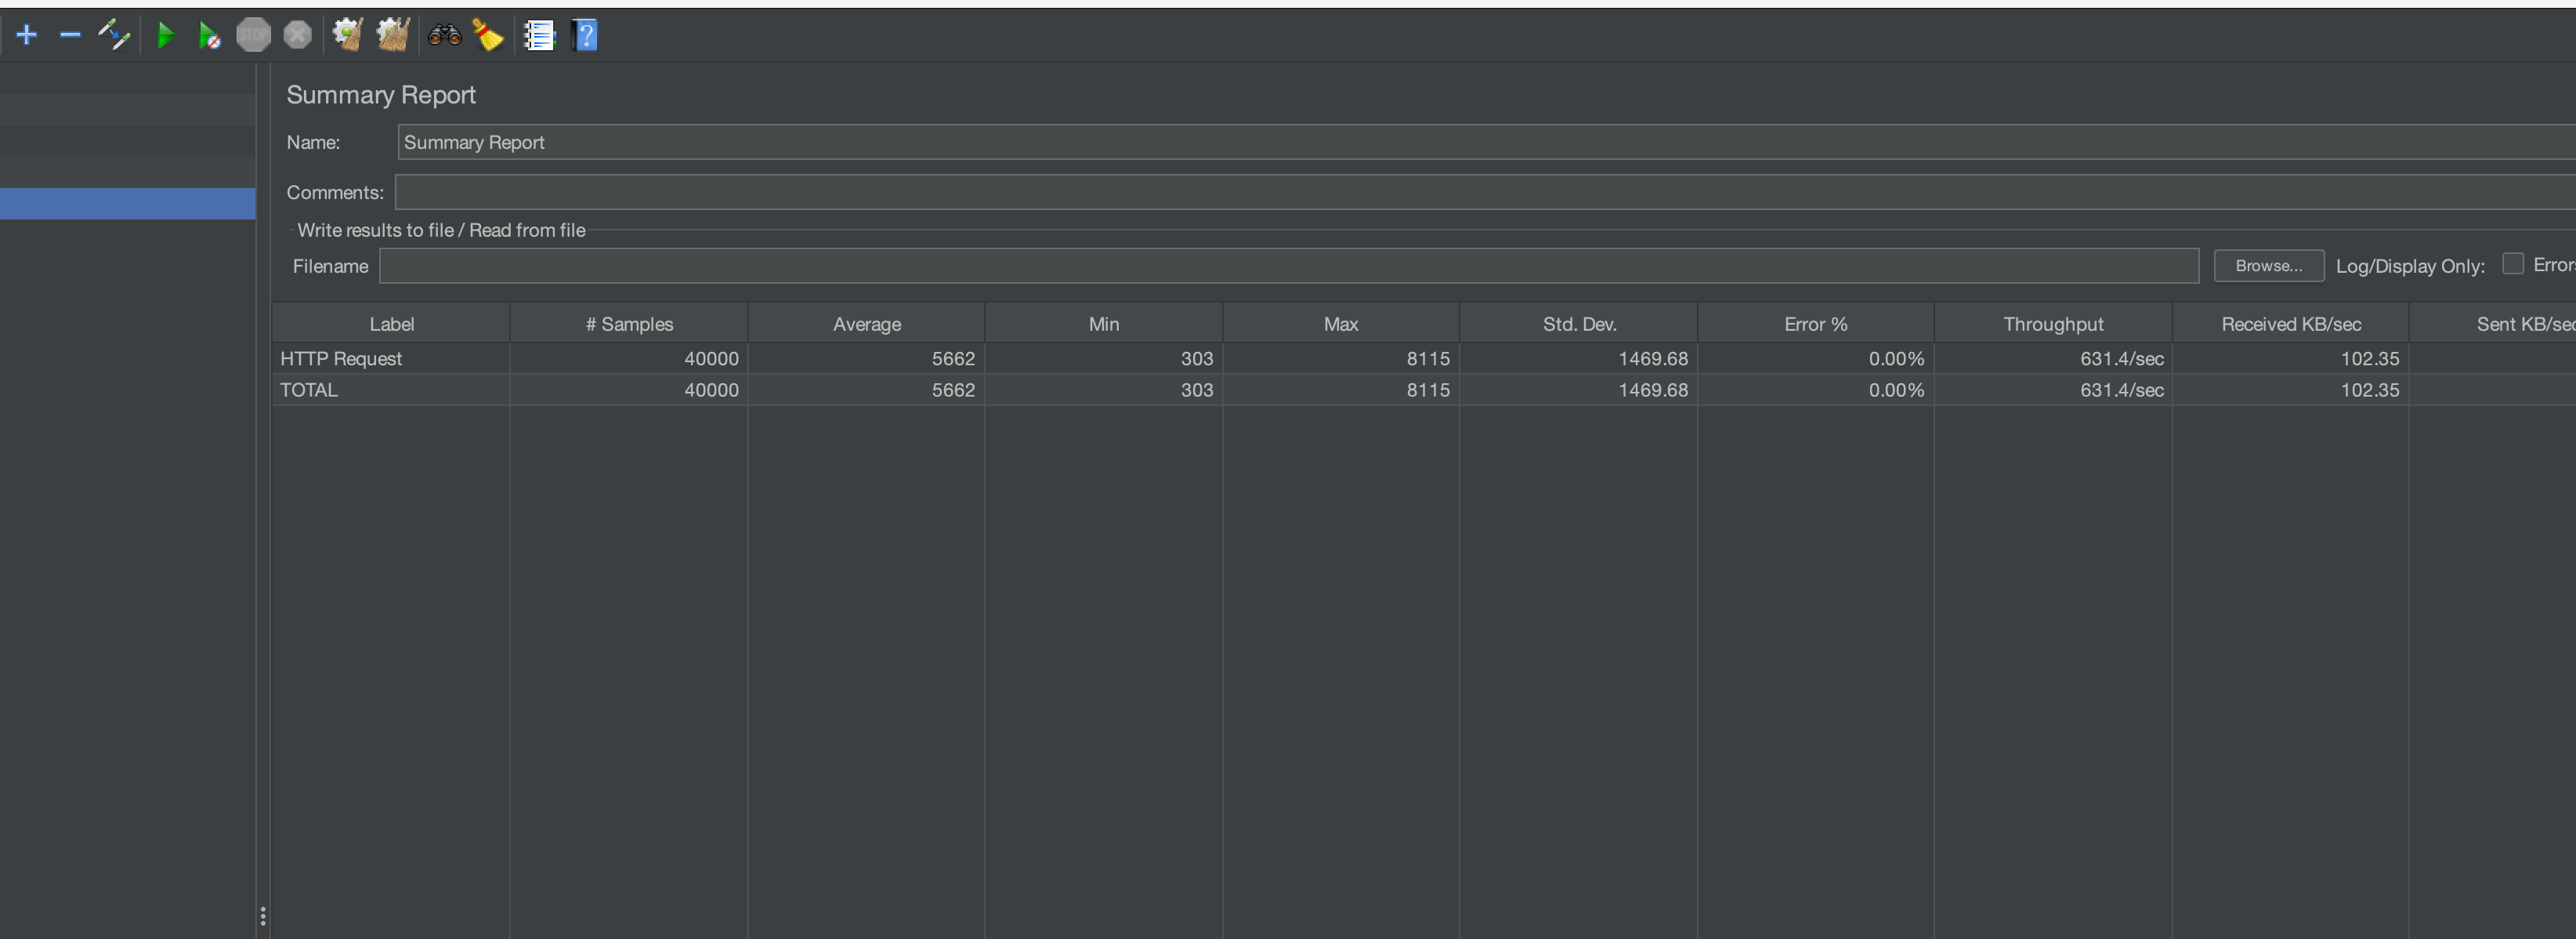 STOP
Summary Report
Name: Summary Report
Comments:
Write results to file / Read from file
Filename Browse... Log/Display Only: Errors
Label # Samples Average Min Max Std. Dev. Error % Throughput Received KB/sec Sent KB/sec
HTTP Request 40000 5662 303 8115 1469.68 0.00% 631.4/sec 102.35
TOTAL 40000 5662 303 8115 1469.68 0.00% 631.4/sec 102.35